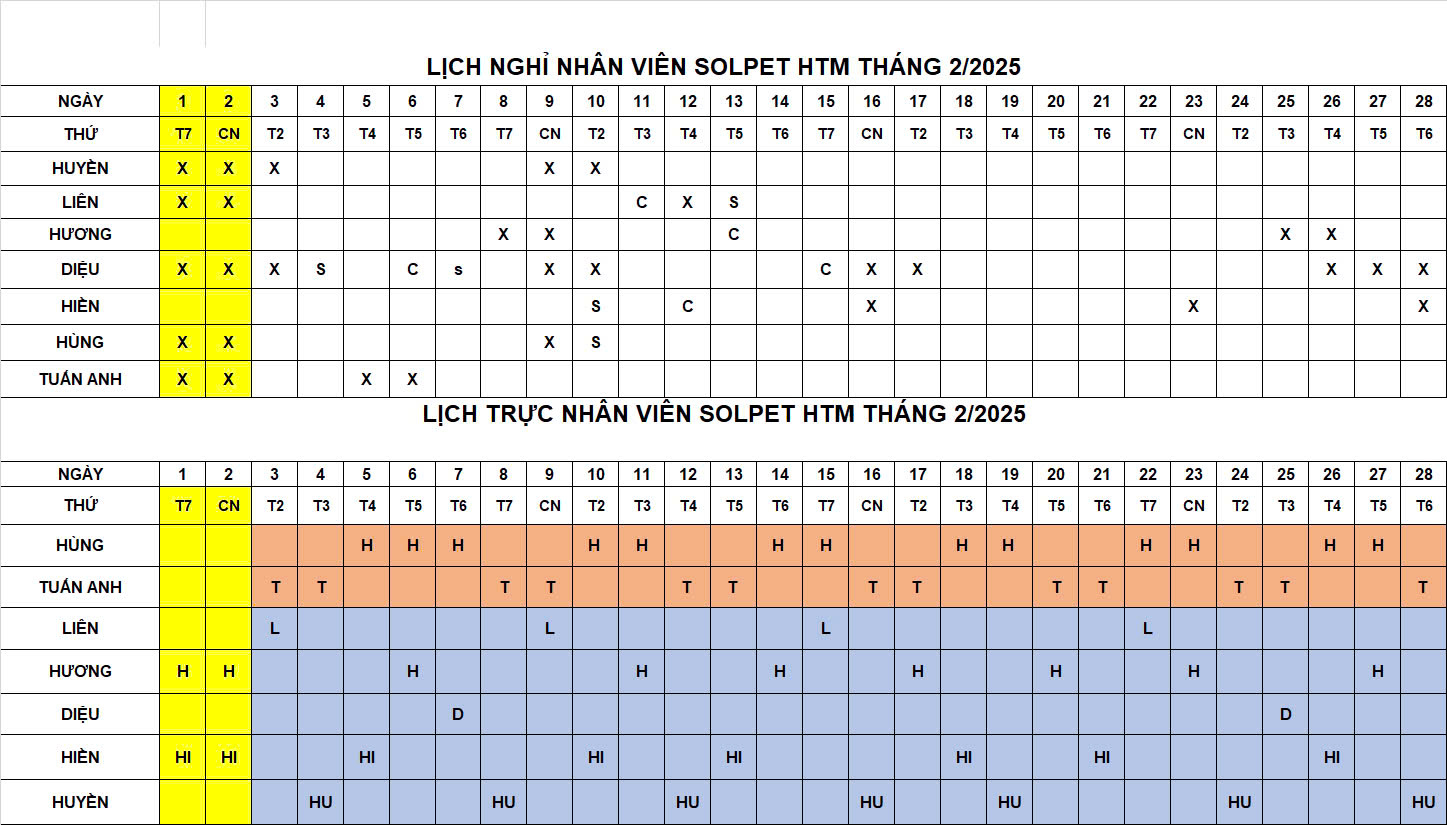 LỊCH NGHỈ NHÂN VIÊN SOLPET HTM THÁNG 2/2025
NGÀY 1 2 3 4 5 6 7 8 9 10 11 12 13 14 15 16 17 18 19 20 21 22 23 24 25 26 27 28
THỨ T7 CN T2 T3 T4 T5 T6 T7 CN T2 T3 T4 T5 T6 T7 CN T2 T3 T4 T5 T6 T7 CN T2 T3 T4 T5 T6
HUYỀN X X X X X
LIÊN X X C X S
HƯƠNG X X C X X
DIỆU X X X S C s X X C X X X X X
HIỀN S C X X X
HÙNG X X X S
TUẤN ANH X X X X
LỊCH TRỰC NHÂN VIÊN SOLPET HTM THÁNG 2/2025
NGÀY 1 2 3 4 5 6 7 8 9 10 11 12 13 14 15 16 17 18 19 20 21 22 23 24 25 26 27 28
THỨ T7 CN T2 T3 T4 T5 T6 T7 CN T2 T3 T4 T5 T6 T7 CN T2 T3 T4 T5 T6 T7 CN T2 T3 T4 T5 T6
HÙNG H H H H H H H H H H H H H
TUẤN ANH T T T T T T T T T T T T T
LIÊN L L L L
HƯƠNG H H H H H H H H H
DIỆU D D
HIỀN HI HI HI HI HI HI HI HI
HUYỀN HU HU HU HU HU HU HU